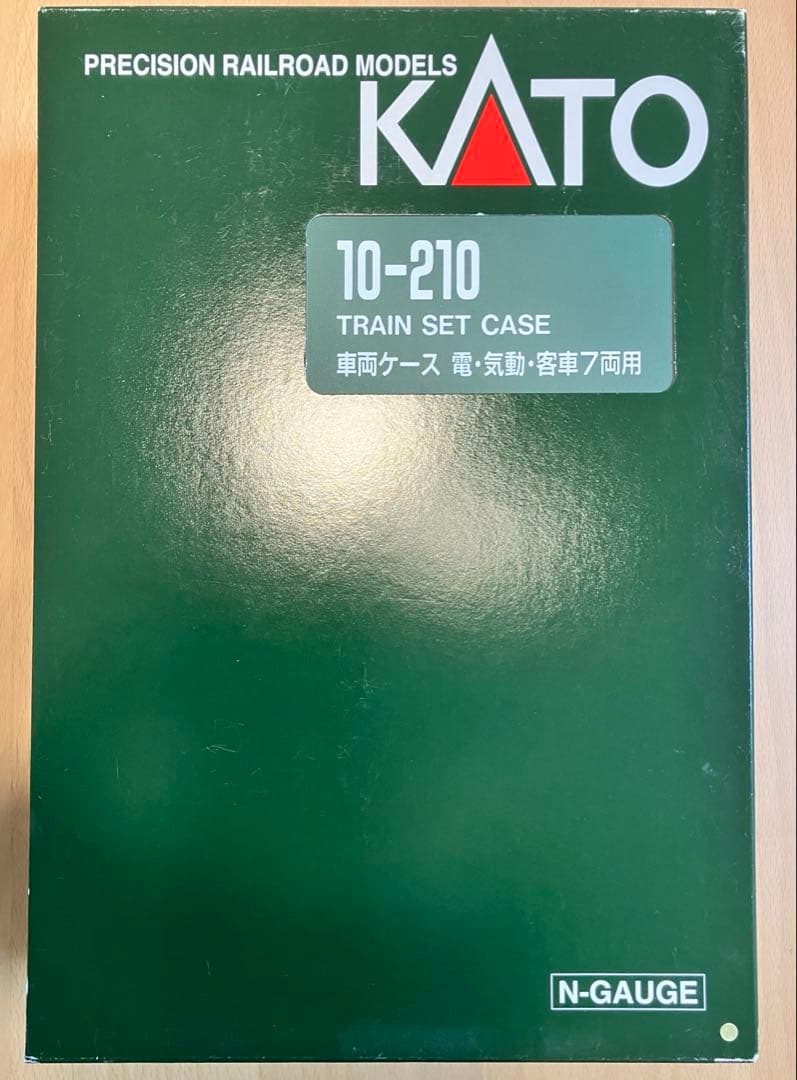 PRECISION RAILROAD MODELS
KATO
10-210
TRAIN SET CASE
車両ケース 電・気動・客車7両用
N-GAUGE